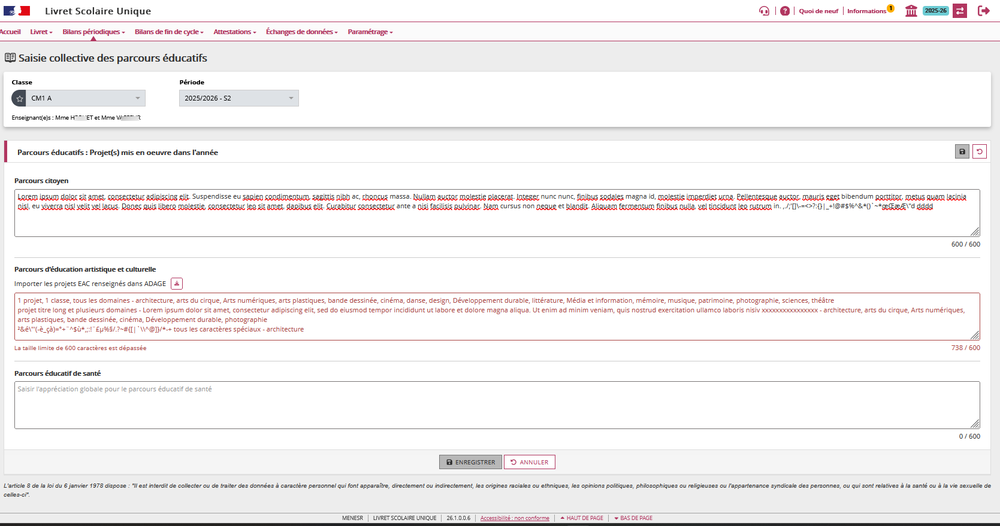 Livret Scolaire Unique
Quoi de neuf
Informations 1
2025-26
Accueil Livret Bilans périodiques Bilans de fin de cycle Attestations Échanges de données Paramétrage
Saisie collective des parcours éducatifs
Classe Période
CM1 A 2025/2026 - S2
Enseignant(e)s : Mme et Mme
Parcours éducatifs : Projet(s) mis en oeuvre dans l'année
Parcours citoyen
Lorem ipsum dolor sit amet, consectetur adipiscing elit. Suspendisse eu sapien condimentum, sagittis nibh ac, rhoncus massa. Nullam auctor molestie placerat. Integer nunc nunc, finibus sodales magna id, molestie imperdiet urna. Pellentesque auctor, mauris eget bibendum porttitor, metus quam lacinia
nisl, eu viverra nisl velit vel lacus. Donec quis libero molestie, consectetur leo sit amet, dapibus elit. Curabitur consectetur ante a nisi facilisis pulvinar. Nam cursus non neque et blandit. Aliquam fermentum finibus nulla, vel tincidunt leo rutrum in. ,./;'[]\-=<>?:{}|_+!@#$%^&*()`~*œŒæÆ\"d dddd
600 / 600
Parcours d'éducation artistique et culturelle
Importer les projets EAC renseignés dans ADAGE
1 projet, 1 classe, tous les domaines - architecture, arts du cirque, Arts numériques, arts plastiques, bande dessinée, cinéma, danse, design, Développement durable, littérature, Média et information, mémoire, musique, patrimoine, photographie, sciences, théâtre
projet titre long et plusieurs domaines - Lorem ipsum dolor sit amet, consectetur adipiscing elit, sed do eiusmod tempor incididunt ut labore et dolore magna aliqua. Ut enim ad minim veniam, quis nostrud exercitation ullamco laboris nisiv xxxxxxxxxxxxxxxxx - architecture, arts du cirque, Arts numériques,
arts plastiques, bande dessinée, cinéma, Développement durable, photographie
²&é\"'(-è_çà)=°+¨^$ù*,;:!¨£µ%§/.?~#{[|`\\^@]}/*-+ tous les caractères spéciaux - architecture
La taille limite de 600 caractères est dépassée
738 / 600
Parcours éducatif de santé
Saisir l'appréciation globale pour le parcours éducatif de santé
0 / 600
ENREGISTRER ANNULER
L'article 8 de la loi du 6 janvier 1978 dispose : "Il est interdit de collecter ou de traiter des données à caractère personnel qui font apparaître, directement ou indirectement, les origines raciales ou ethniques, les opinions politiques, philosophiques ou religieuses ou l'appartenance syndicale des personnes, ou qui sont relatives à la santé ou à la vie sexuelle de
celles-ci".
MENESR LIVRET SCOLAIRE UNIQUE 26.1.0.0.6 Accessibilité : non conforme HAUT DE PAGE BAS DE PAGE